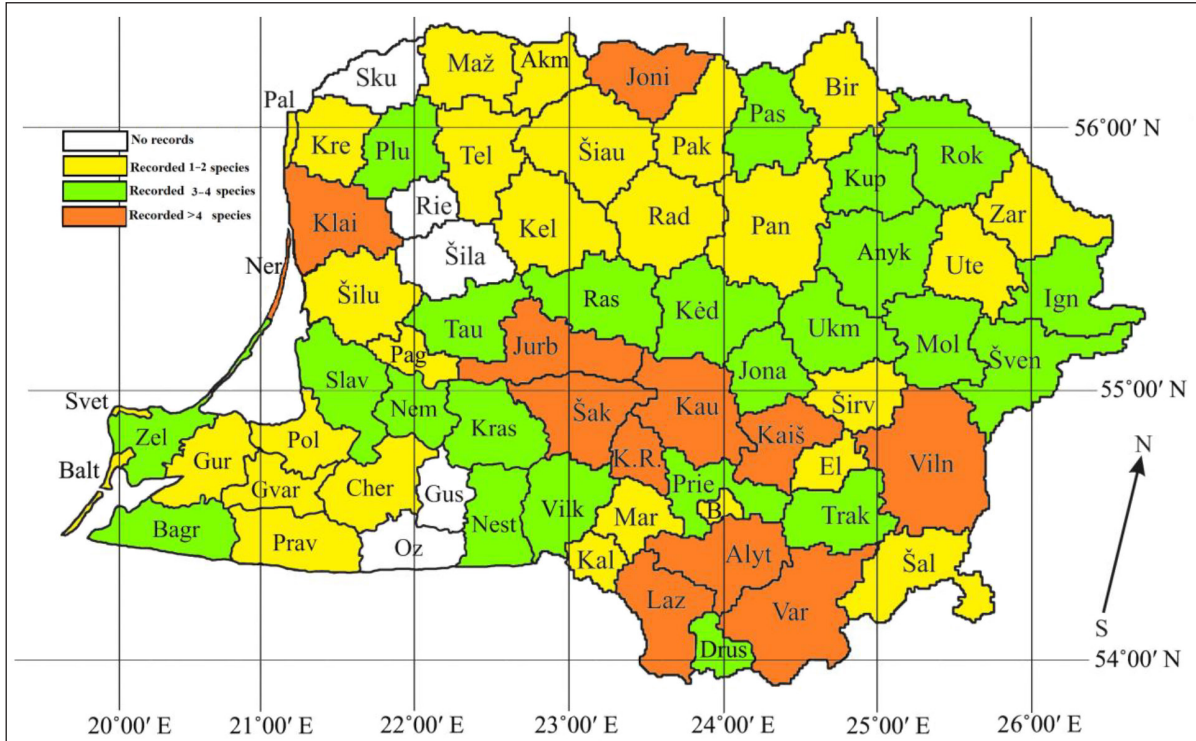 Sku
Maž
Akm
Joni
Bir
Pal
Pas
56°00′ N
No records
Recorded 1-2 species
Recorded 3-4 species
Recorded >4 species
Kre
Plu
Tel
Šiau
Pak
Rok
Kup
Rie
Klai
Kel
Rad
Pan
Zar
Šila
Anyk
Ner
Ute
Šilu
Ras
Kėd
Ign
Tau
Ukm
Mol
Jurb
Pag
Šven
Slav
Jona
55°00′ N
Svet
Nem
Šak
Kau
Širv
Zel
Pol
Kras
Kaiš
N
Balt
Gur
K.R.
El
Viln
Gvar
Cher
Gus
Prie
Vilk
B
Bagr
Nest
Mar
Trak
Prav
Oz
Kal
Alyt
Šal
Laz
Var
S
Drus
54°00′ N
20°00′ E
21°00′ E
22°00′ E
23°00′ E
24°00′ E
25°00′ E
26°00′ E